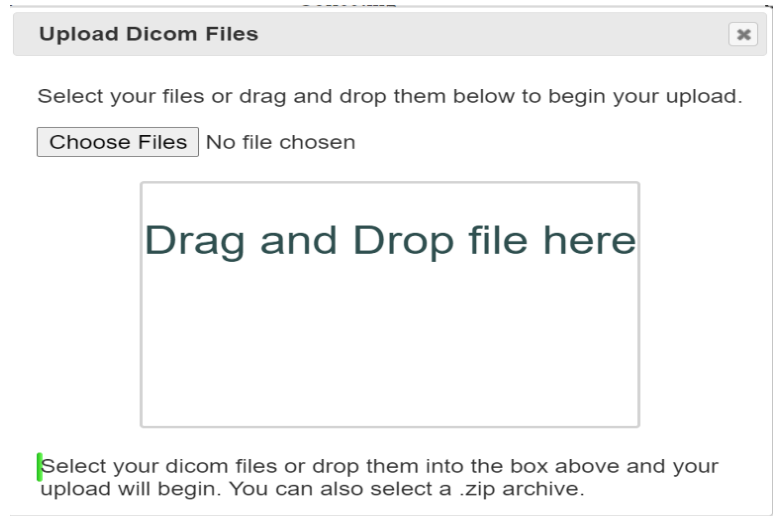 Upload Dicom Files
Select your files or drag and drop them below to begin your upload.
Choose Files No file chosen
Drag and Drop file here
Select your dicom files or drop them into the box above and your
upload will begin. You can also select a .zip archive.